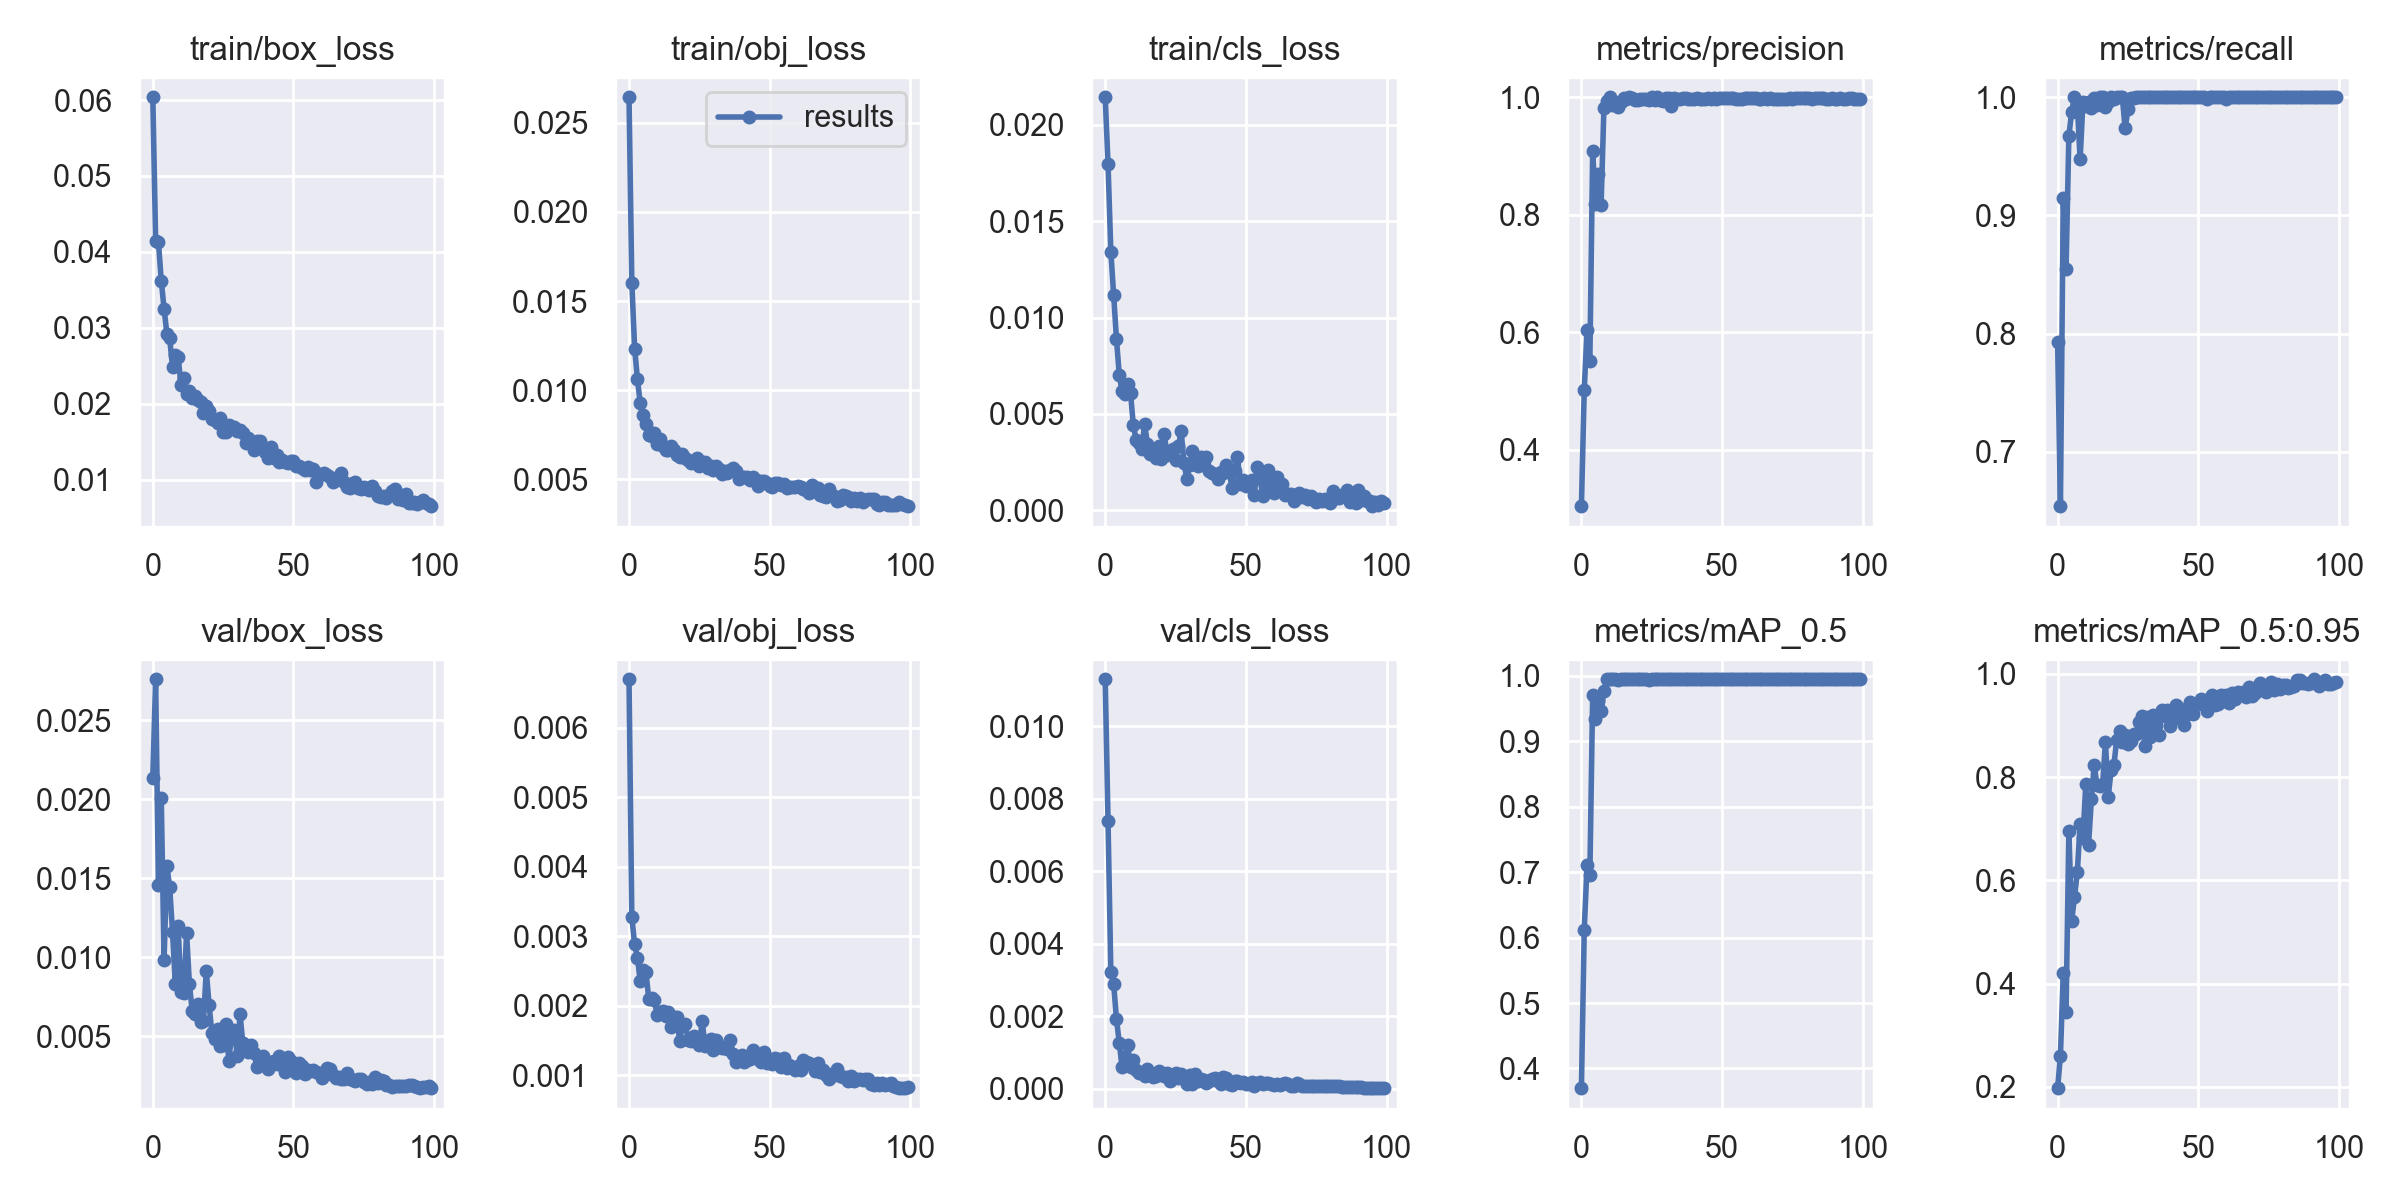 train/box_loss
0.06
0.05
0.04
0.03
0.02
0.01
0 50 100
train/obj_loss
results
0.025
0.020
0.015
0.010
0.005
0 50 100
train/cls_loss
0.020
0.015
0.010
0.005
0.000
0 50 100
metrics/precision
1.0
0.8
0.6
0.4
0 50 100
metrics/recall
1.0
0.9
0.8
0.7
0 50 100
val/box_loss
0.025
0.020
0.015
0.010
0.005
0 50 100
val/obj_loss
0.006
0.005
0.004
0.003
0.002
0.001
0 50 100
val/cls_loss
0.010
0.008
0.006
0.004
0.002
0.000
0 50 100
metrics/mAP_0.5
1.0
0.9
0.8
0.7
0.6
0.5
0.4
0 50 100
metrics/mAP_0.5:0.95
1.0
0.8
0.6
0.4
0.2
0 50 100